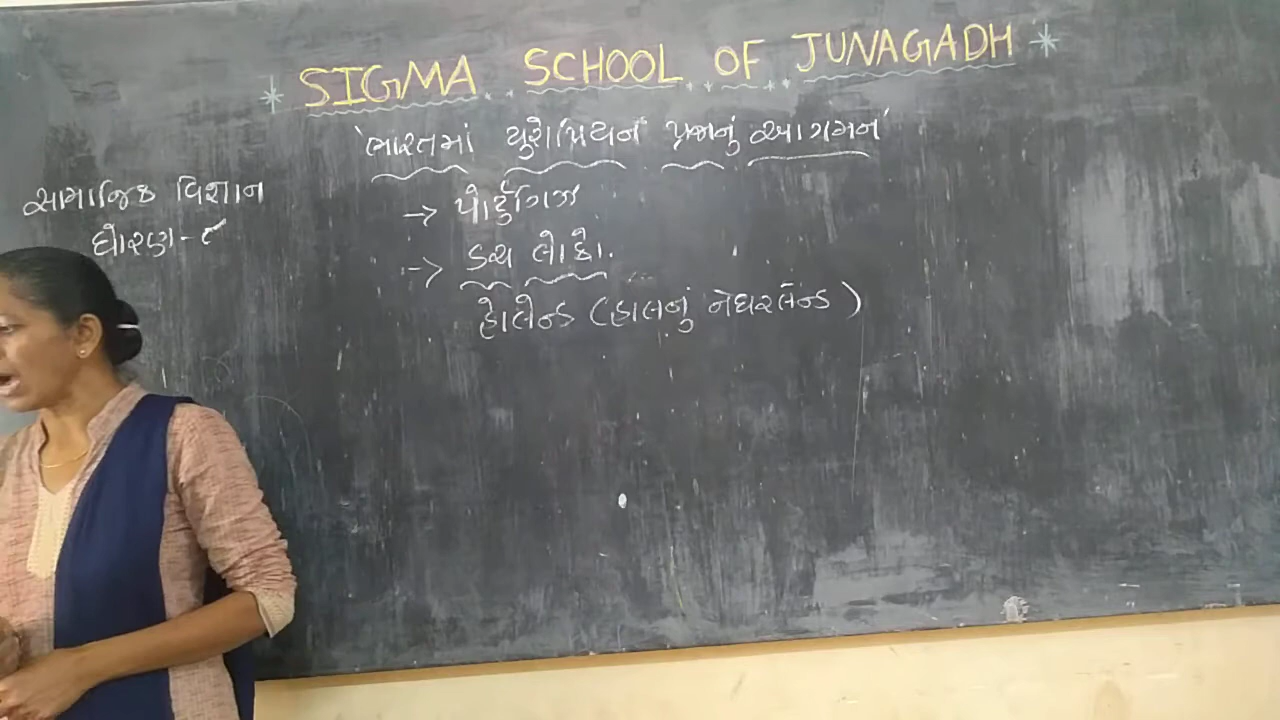 * SIGMA SCHOOL OF JUNAGADH *
'ભારતમાં યુરોપિયન પ્રજાનું આગમન'
સામાજિક વિજ્ઞાન
ધોરણ-૮
→ પોર્ટુગિઝ
→ ડચ લોકો.
હોલેન્ડ (હાલનું નેધરલેન્ડ)